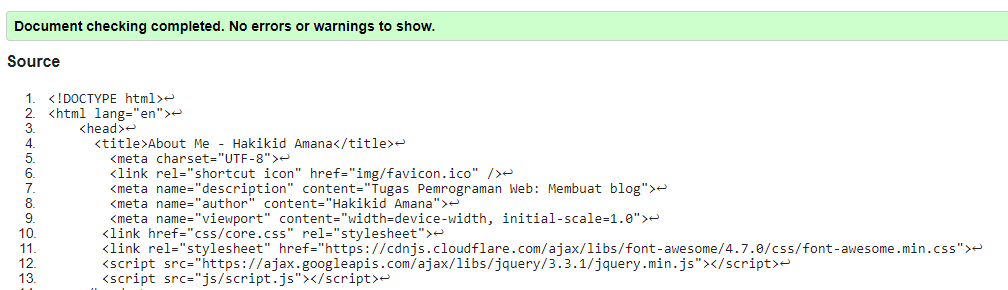 Document checking completed. No errors or warnings to show.
Source
1. <!DOCTYPE html>↩
2. <html lang="en">↩
3. <head>↩
4. <title>About Me - Hakikid Amana</title>↩
5. <meta charset="UTF-8">↩
6. <link rel="shortcut icon" href="img/favicon.ico" />↩
7. <meta name="description" content="Tugas Pemrograman Web: Membuat blog">↩
8. <meta name="author" content="Hakikid Amana">↩
9. <meta name="viewport" content="width=device-width, initial-scale=1.0">↩
10. <link href="css/core.css" rel="stylesheet">↩
11. <link rel="stylesheet" href="https://cdnjs.cloudflare.com/ajax/libs/font-awesome/4.7.0/css/font-awesome.min.css">↩
12. <script src="https://ajax.googleapis.com/ajax/libs/jquery/3.3.1/jquery.min.js"></script>↩
13. <script src="js/script.js"></script>↩